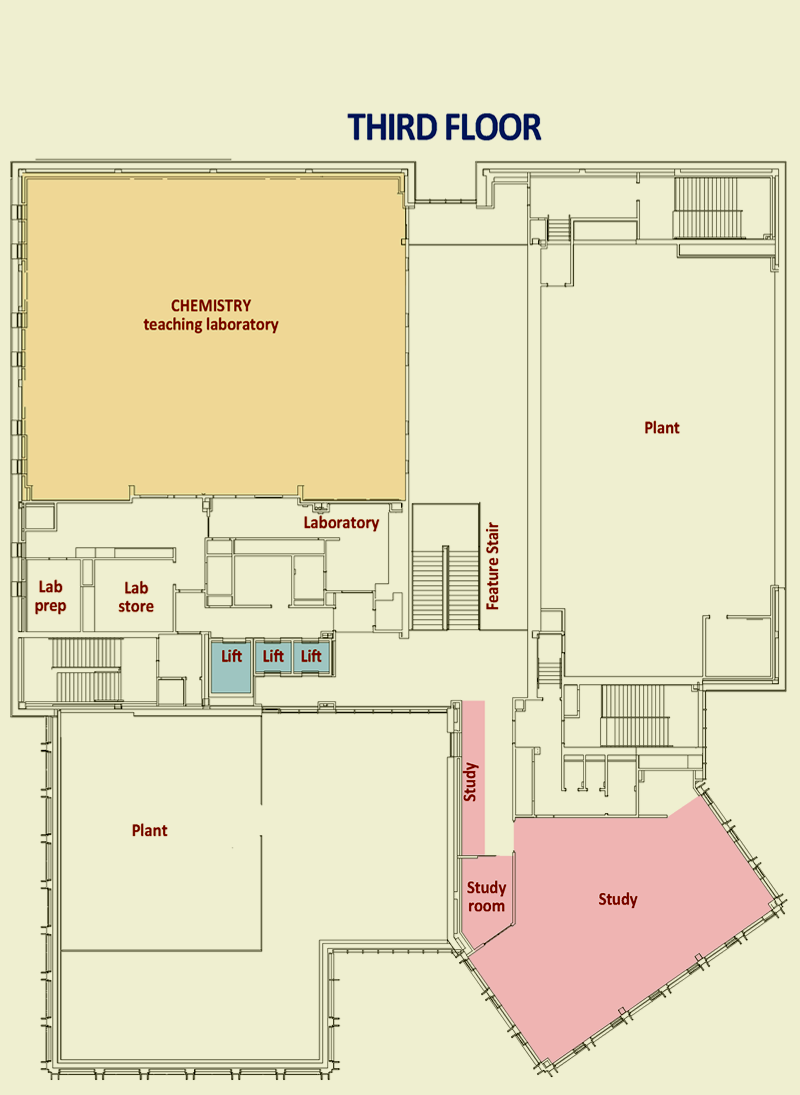 THIRD FLOOR
CHEMISTRY
teaching laboratory
Plant
Laboratory
Feature Stair
Lab
prep
Lab
store
Lift
Lift
Lift
Study
Plant
Study
room
Study